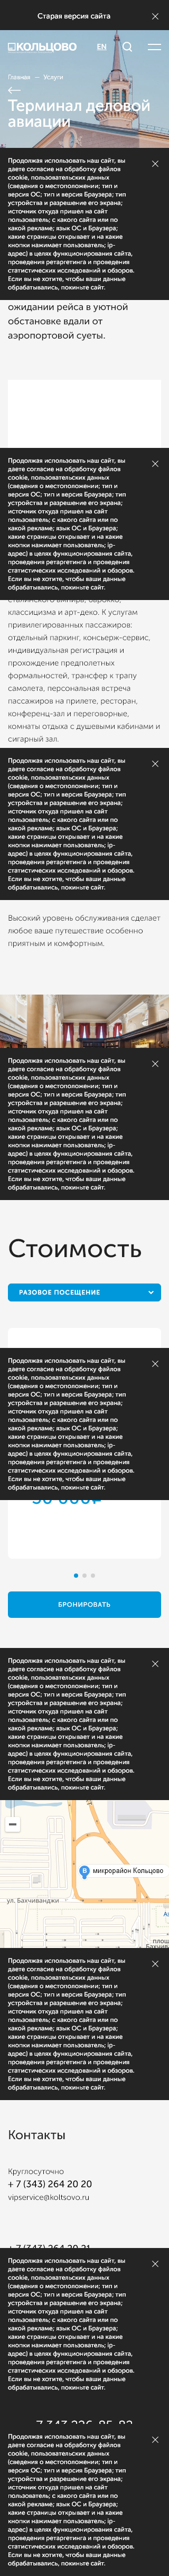 Старая версия сайта
КОЛЬЦОВО
EN
Главная — Услуги
Терминал деловой
авиации
Продолжая использовать наш сайт, вы
даете согласие на обработку файлов
cookie, пользовательских данных
(сведения о местоположении; тип и
версия ОС; тип и версия Браузера; тип
устройства и разрешение его экрана;
источник откуда пришел на сайт
пользователь; с какого сайта или по
какой рекламе; язык ОС и Браузера;
какие страницы открывает и на какие
кнопки нажимает пользователь; ip-
адрес) в целях функционирования сайта,
проведения ретаргетинга и проведения
статистических исследований и обзоров.
Если вы не хотите, чтобы ваши данные
обрабатывались, покиньте сайт.
ожидании рейса в уютной
обстановке вдали от
аэропортовой суеты.
Продолжая использовать наш сайт, вы
даете согласие на обработку файлов
cookie, пользовательских данных
(сведения о местоположении; тип и
версия ОС; тип и версия Браузера; тип
устройства и разрешение его экрана;
источник откуда пришел на сайт
пользователь; с какого сайта или по
какой рекламе; язык ОС и Браузера;
какие страницы открывает и на какие
кнопки нажимает пользователь; ip-
адрес) в целях функционирования сайта,
проведения ретаргетинга и проведения
статистических исследований и обзоров.
Если вы не хотите, чтобы ваши данные
обрабатывались, покиньте сайт.
сталинского ампира, барокко,
классицизма и арт-деко. К услугам
привилегированных пассажиров:
отдельный паркинг, консьерж-сервис,
индивидуальная регистрация и
прохождение предполетных
формальностей, трансфер к трапу
самолета, персональная встреча
пассажиров на прилете, ресторан,
конференц-зал и переговорные,
комнаты отдыха с душевыми кабинами и
сигарный зал.
Продолжая использовать наш сайт, вы
даете согласие на обработку файлов
cookie, пользовательских данных
(сведения о местоположении; тип и
версия ОС; тип и версия Браузера; тип
устройства и разрешение его экрана;
источник откуда пришел на сайт
пользователь; с какого сайта или по
какой рекламе; язык ОС и Браузера;
какие страницы открывает и на какие
кнопки нажимает пользователь; ip-
адрес) в целях функционирования сайта,
проведения ретаргетинга и проведения
статистических исследований и обзоров.
Если вы не хотите, чтобы ваши данные
обрабатывались, покиньте сайт.
Высокий уровень обслуживания сделает
любое ваше путешествие особенно
приятным и комфортным.
Продолжая использовать наш сайт, вы
даете согласие на обработку файлов
cookie, пользовательских данных
(сведения о местоположении; тип и
версия ОС; тип и версия Браузера; тип
устройства и разрешение его экрана;
источник откуда пришел на сайт
пользователь; с какого сайта или по
какой рекламе; язык ОС и Браузера;
какие страницы открывает и на какие
кнопки нажимает пользователь; ip-
адрес) в целях функционирования сайта,
проведения ретаргетинга и проведения
статистических исследований и обзоров.
Если вы не хотите, чтобы ваши данные
обрабатывались, покиньте сайт.
Стоимость
РАЗОВОЕ ПОСЕЩЕНИЕ
Продолжая использовать наш сайт, вы
даете согласие на обработку файлов
cookie, пользовательских данных
(сведения о местоположении; тип и
версия ОС; тип и версия Браузера; тип
устройства и разрешение его экрана;
источник откуда пришел на сайт
пользователь; с какого сайта или по
какой рекламе; язык ОС и Браузера;
какие страницы открывает и на какие
кнопки нажимает пользователь; ip-
адрес) в целях функционирования сайта,
проведения ретаргетинга и проведения
статистических исследований и обзоров.
Если вы не хотите, чтобы ваши данные
обрабатывались, покиньте сайт.
БРОНИРОВАТЬ
Продолжая использовать наш сайт, вы
даете согласие на обработку файлов
cookie, пользовательских данных
(сведения о местоположении; тип и
версия ОС; тип и версия Браузера; тип
устройства и разрешение его экрана;
источник откуда пришел на сайт
пользователь; с какого сайта или по
какой рекламе; язык ОС и Браузера;
какие страницы открывает и на какие
кнопки нажимает пользователь; ip-
адрес) в целях функционирования сайта,
проведения ретаргетинга и проведения
статистических исследований и обзоров.
Если вы не хотите, чтобы ваши данные
обрабатывались, покиньте сайт.
микрорайон Кольцово
ул. Бахчиванджи
Продолжая использовать наш сайт, вы
даете согласие на обработку файлов
cookie, пользовательских данных
(сведения о местоположении; тип и
версия ОС; тип и версия Браузера; тип
устройства и разрешение его экрана;
источник откуда пришел на сайт
пользователь; с какого сайта или по
какой рекламе; язык ОС и Браузера;
какие страницы открывает и на какие
кнопки нажимает пользователь; ip-
адрес) в целях функционирования сайта,
проведения ретаргетинга и проведения
статистических исследований и обзоров.
Если вы не хотите, чтобы ваши данные
обрабатывались, покиньте сайт.
Контакты
Круглосуточно
+ 7 (343) 264 20 20
vipservice@koltsovo.ru
+ 7 (343) 264 20 21
Продолжая использовать наш сайт, вы
даете согласие на обработку файлов
cookie, пользовательских данных
(сведения о местоположении; тип и
версия ОС; тип и версия Браузера; тип
устройства и разрешение его экрана;
источник откуда пришел на сайт
пользователь; с какого сайта или по
какой рекламе; язык ОС и Браузера;
какие страницы открывает и на какие
кнопки нажимает пользователь; ip-
адрес) в целях функционирования сайта,
проведения ретаргетинга и проведения
статистических исследований и обзоров.
Если вы не хотите, чтобы ваши данные
обрабатывались, покиньте сайт.
Продолжая использовать наш сайт, вы
даете согласие на обработку файлов
cookie, пользовательских данных
(сведения о местоположении; тип и
версия ОС; тип и версия Браузера; тип
устройства и разрешение его экрана;
источник откуда пришел на сайт
пользователь; с какого сайта или по
какой рекламе; язык ОС и Браузера;
какие страницы открывает и на какие
кнопки нажимает пользователь; ip-
адрес) в целях функционирования сайта,
проведения ретаргетинга и проведения
статистических исследований и обзоров.
Если вы не хотите, чтобы ваши данные
обрабатывались, покиньте сайт.